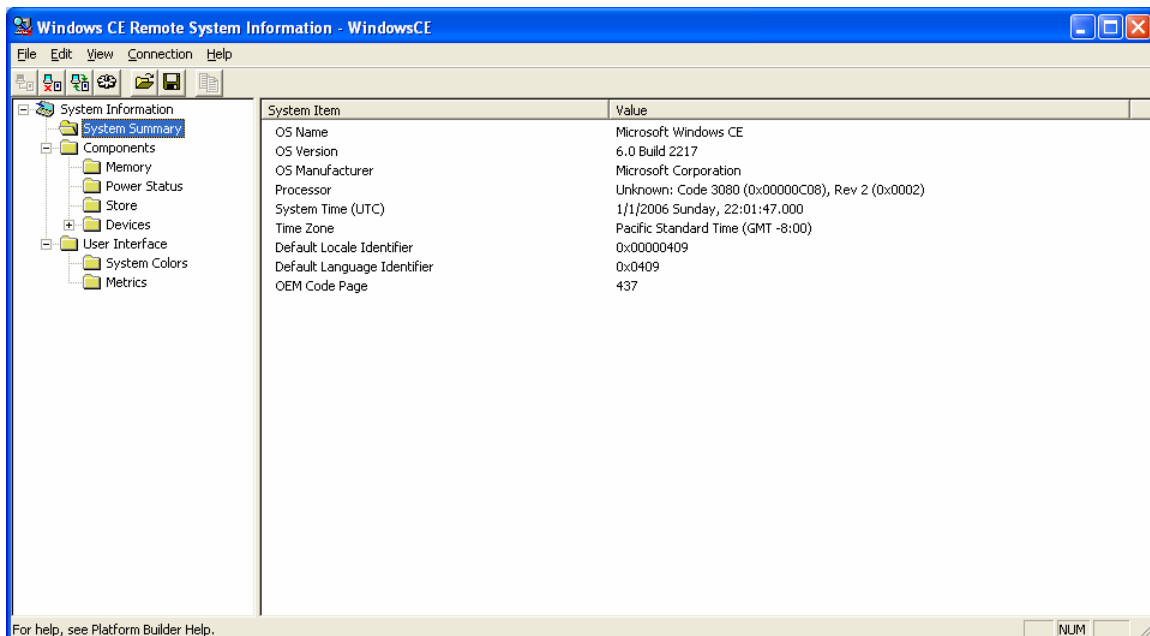 Windows CE Remote System Information - WindowsCE
File Edit View Connection Help
System Information
System Summary
Components
Memory
Power Status
Store
Devices
User Interface
System Colors
Metrics
System Item Value
OS Name Microsoft Windows CE
OS Version 6.0 Build 2217
OS Manufacturer Microsoft Corporation
Processor Unknown: Code 3080 (0x00000C08), Rev 2 (0x0002)
System Time (UTC) 1/1/2006 Sunday, 22:01:47.000
Time Zone Pacific Standard Time (GMT -8:00)
Default Locale Identifier 0x00000409
Default Language Identifier 0x0409
OEM Code Page 437
For help, see Platform Builder Help. NUM